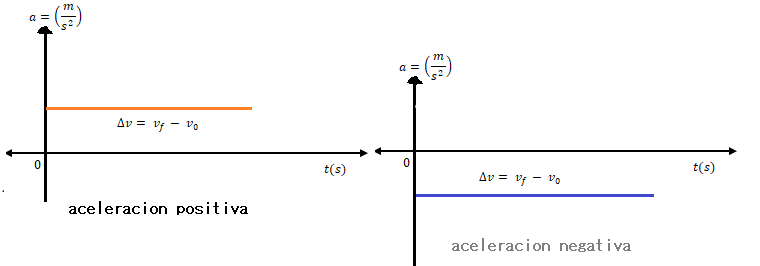 a = (m/s²)
Δv = v_f − v_0
0
t(s)
aceleracion positiva
a = (m/s²)
0
t(s)
Δv = v_f − v_0
aceleracion negativa